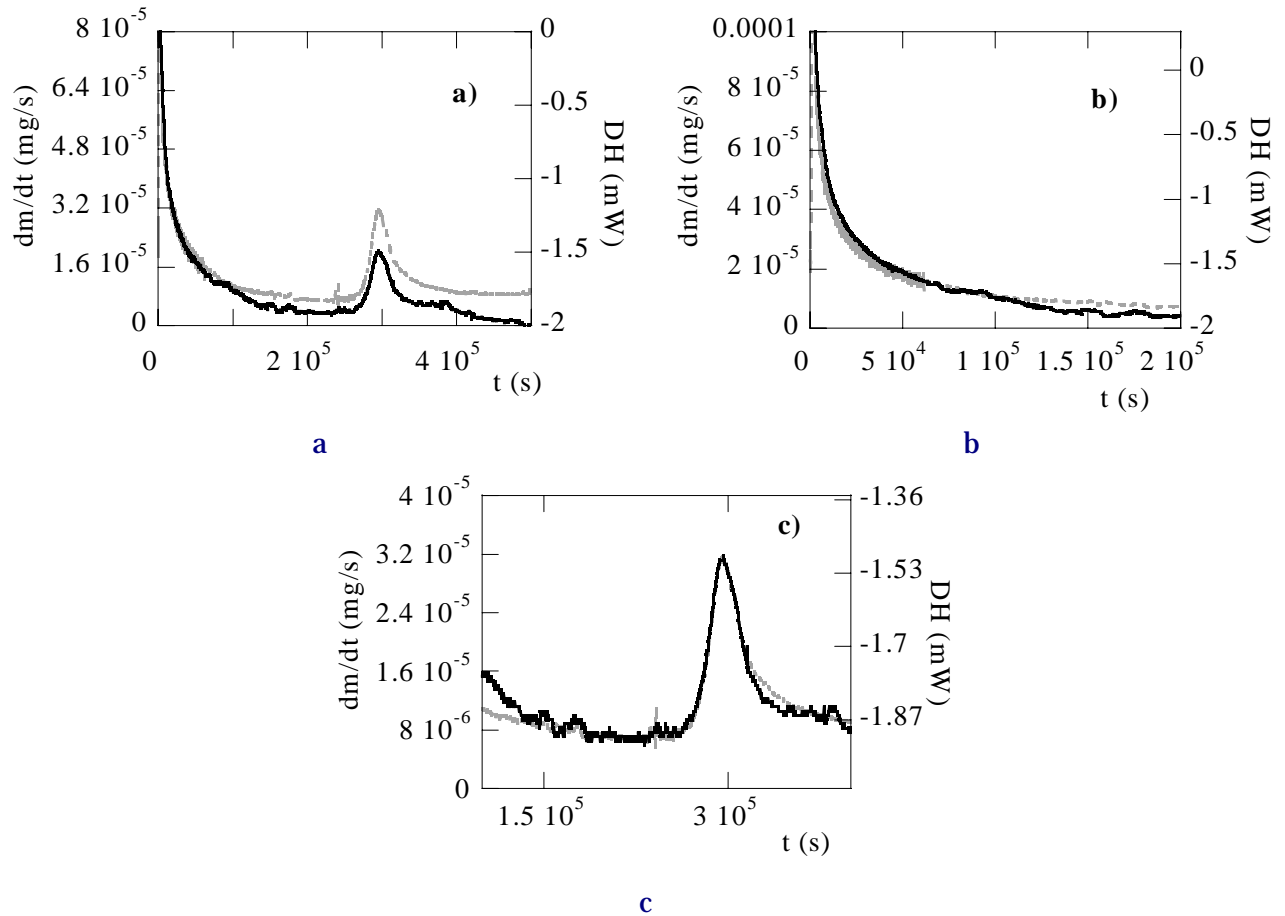 8 10-5
6.4 10-5
4.8 10-5
3.2 10-5
1.6 10-5
0
dm/dt (mg/s)
0
2 105
4 105
t (s)
0
-0.5
-1
-1.5
-2
DH (mW)
a)
a
0.0001
8 10-5
6 10-5
4 10-5
2 10-5
0
dm/dt (mg/s)
0
5 104
1 105
1.5 105
2 105
t (s)
0
-0.5
-1
-1.5
-2
DH (mW)
b)
b
4 10-5
3.2 10-5
2.4 10-5
1.6 10-5
8 10-6
0
dm/dt (mg/s)
1.5 105
3 105
t (s)
-1.36
-1.53
-1.7
-1.87
DH (mW)
c)
c